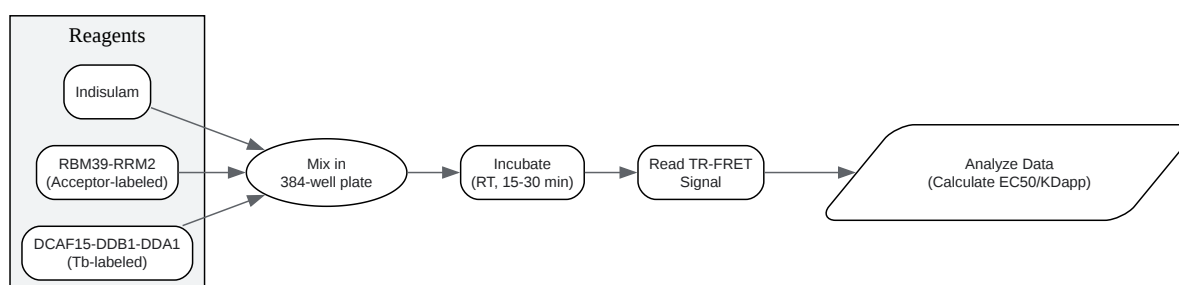 Reagents
Indisulam
RBM39-RRM2
(Acceptor-labeled)
DCAF15-DDB1-DDA1
(Tb-labeled)
Mix in
384-well plate
Incubate
(RT, 15-30 min)
Read TR-FRET
Signal
Analyze Data
(Calculate EC50/KDapp)